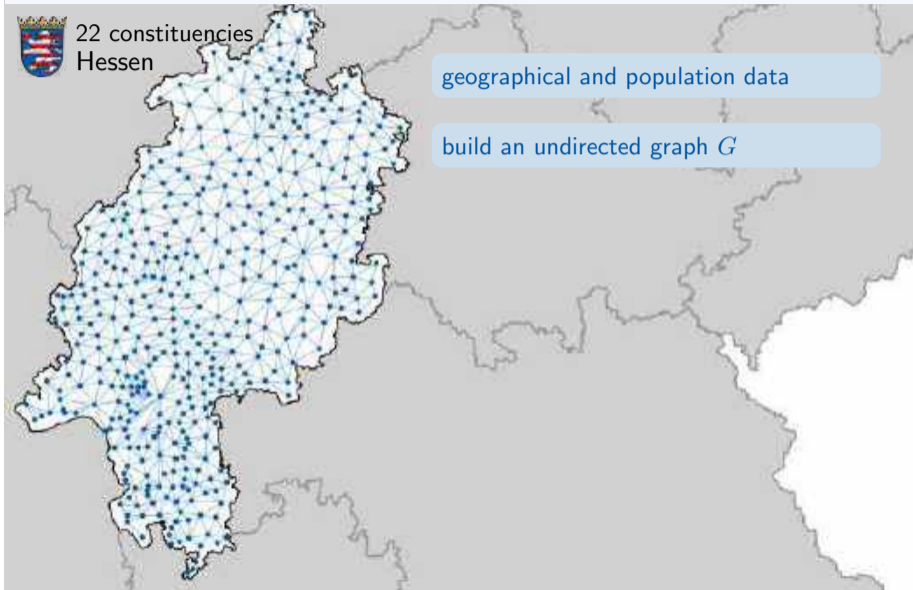 22 constituencies
Hessen
geographical and population data
build an undirected graph G